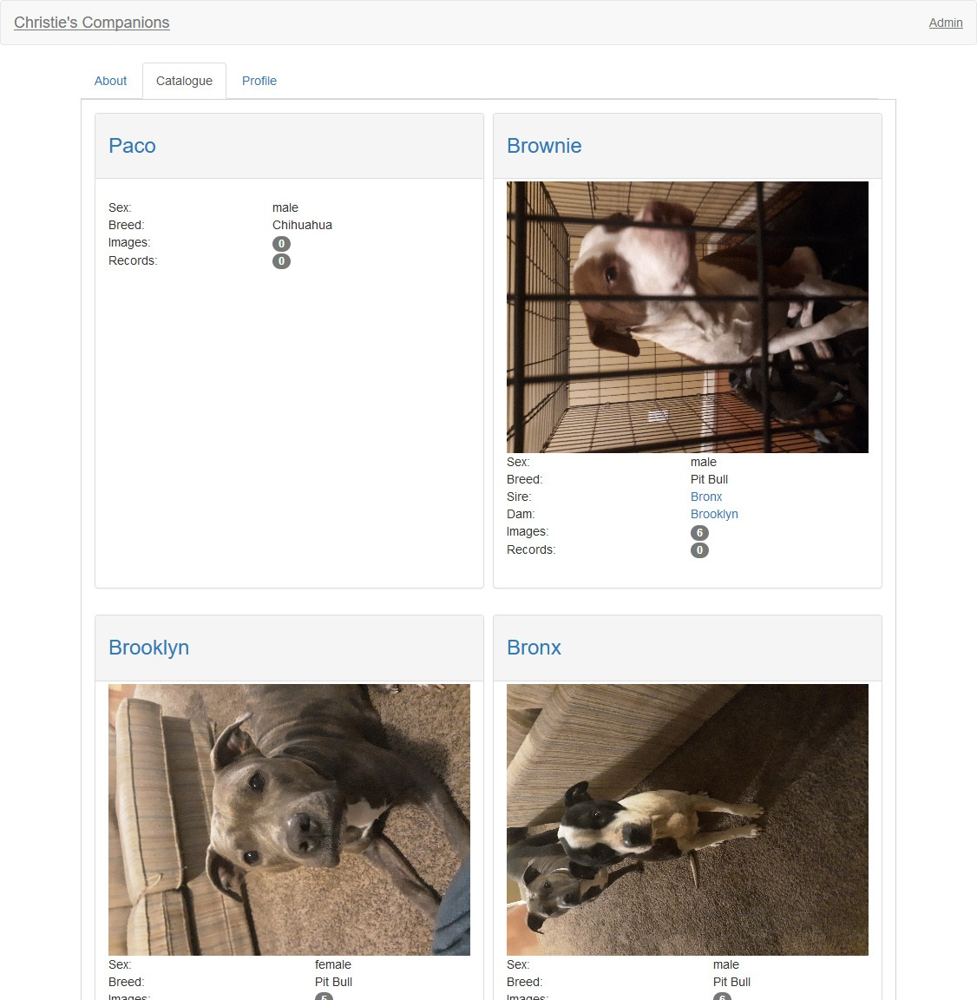 Christie's Companions
Admin
About
Catalogue
Profile
Paco
Sex: male
Breed: Chihuahua
Images: 0
Records: 0
Brownie
Sex: male
Breed: Pit Bull
Sire: Bronx
Dam: Brooklyn
Images: 6
Records: 0
Brooklyn
Sex: female
Breed: Pit Bull
Images: 5
Bronx
Sex: male
Breed: Pit Bull
Images: 6